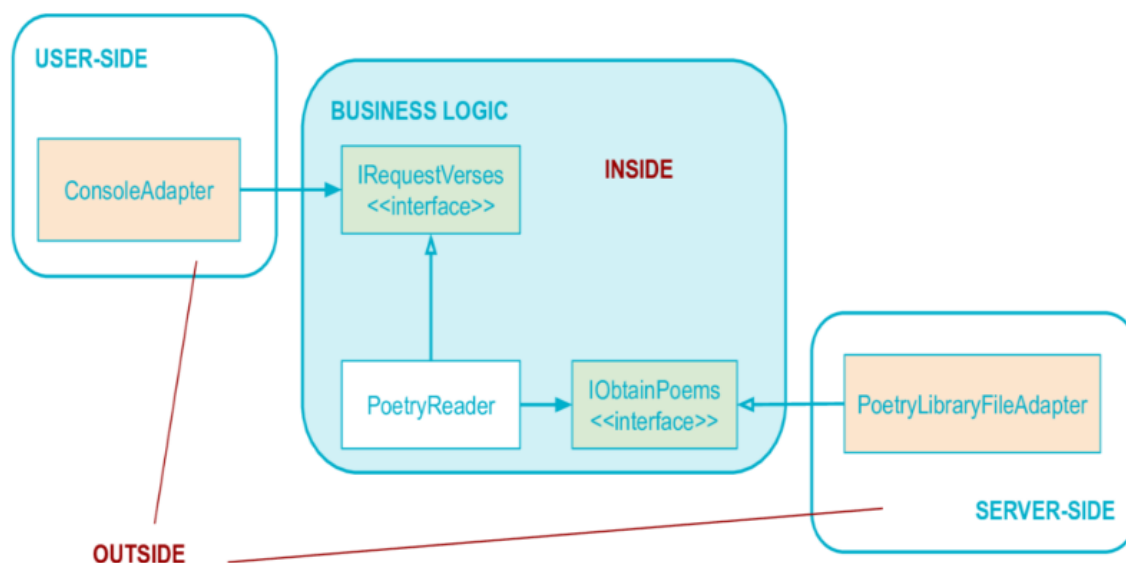 USER-SIDE
ConsoleAdapter
BUSINESS LOGIC
IRequestVerses
<<interface>>
INSIDE
PoetryReader
IObtainPoems
<<interface>>
PoetryLibraryFileAdapter
SERVER-SIDE
OUTSIDE